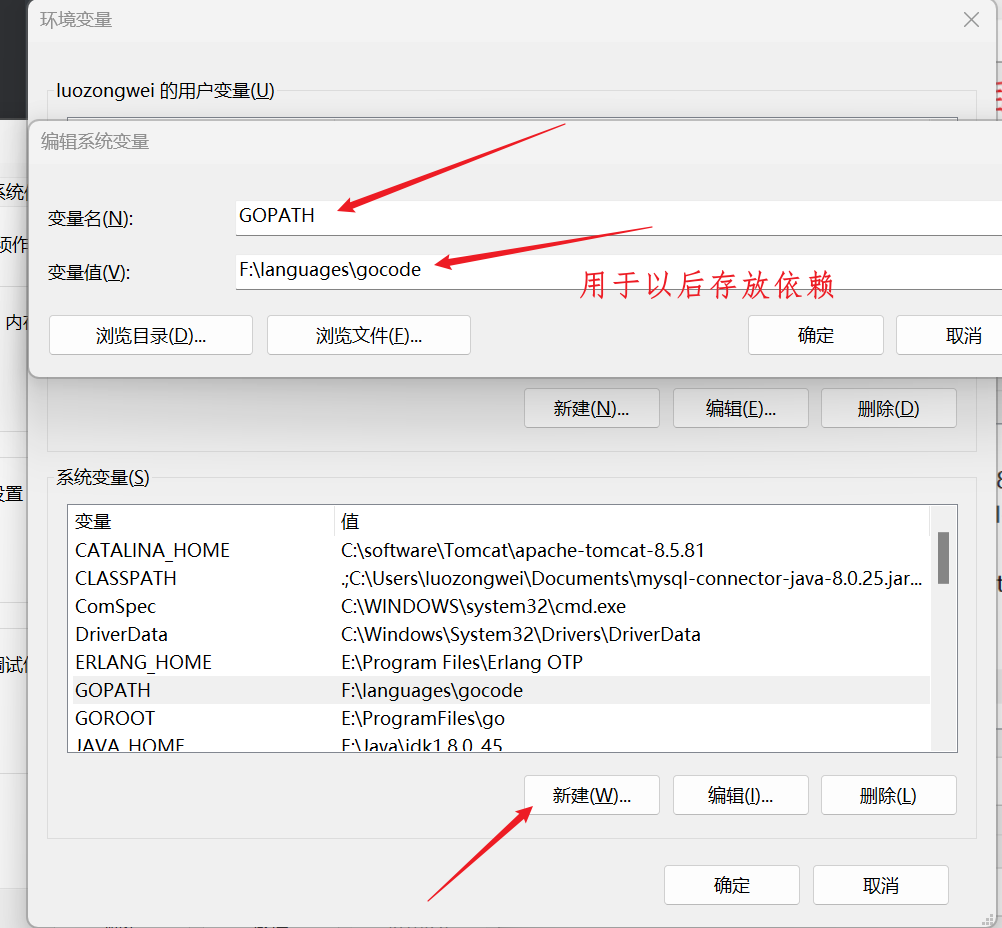 环境变量
luozongwei 的用户变量(U)
编辑系统变量
变量名(N):
GOPATH
变量值(V):
F:\languages\gocode
用于以后存放依赖
浏览目录(D)...
浏览文件(F)...
确定
取消
新建(N)...
编辑(E)...
删除(D)
系统变量(S)
变量 值
CATALINA_HOME C:\software\Tomcat\apache-tomcat-8.5.81
CLASSPATH .;C:\Users\luozongwei\Documents\mysql-connector-java-8.0.25.jar...
ComSpec C:\WINDOWS\system32\cmd.exe
DriverData C:\Windows\System32\Drivers\DriverData
ERLANG_HOME E:\Program Files\Erlang OTP
GOPATH F:\languages\gocode
GOROOT E:\ProgramFiles\go
JAVA_HOME
新建(W)...
编辑(I)...
删除(L)
确定
取消
内存
设置